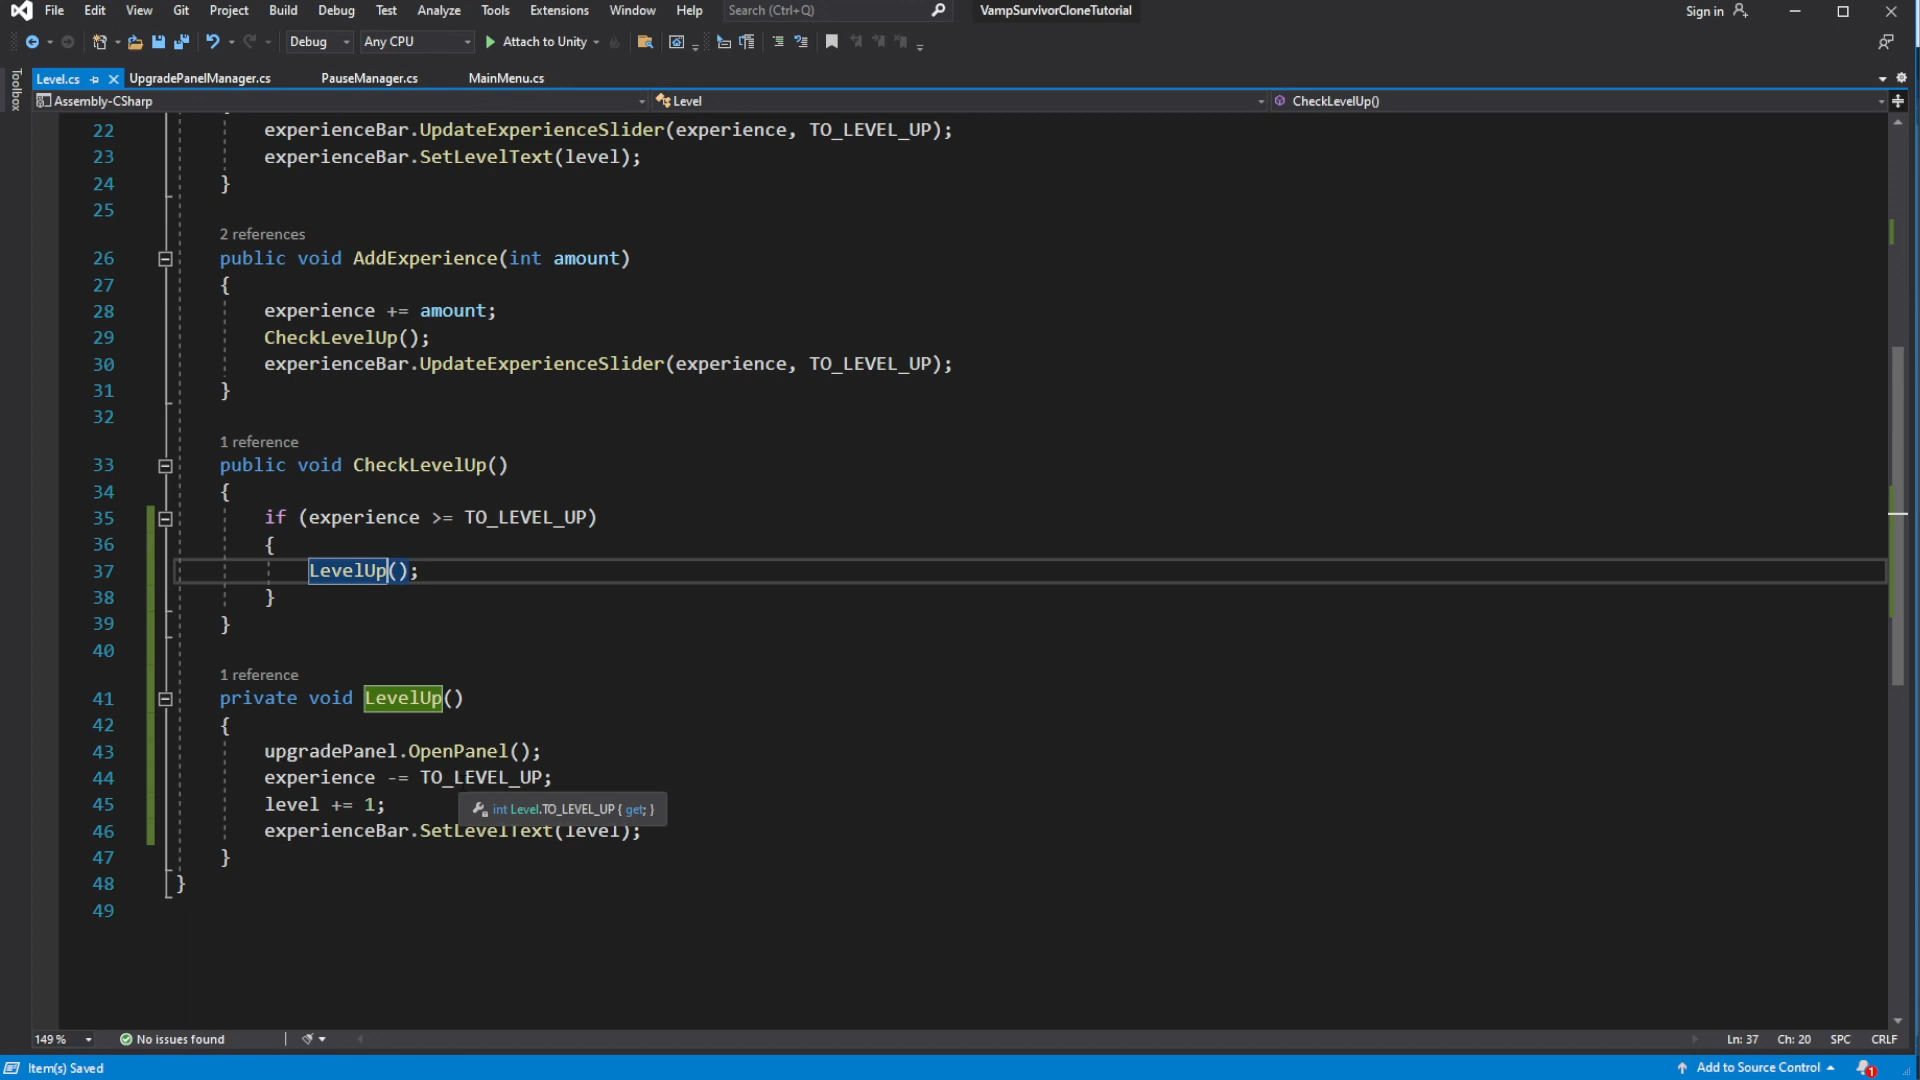 File Edit View Git Project Build Debug Test Analyze Tools Extensions Window Help Search (Ctrl+Q) VampSurvivorCloneTutorial Sign in
Debug Any CPU Attach to Unity
Toolbox
Level.cs UpgradePanelManager.cs PauseManager.cs MainMenu.cs
Assembly-CSharp Level CheckLevelUp()
22 experienceBar.UpdateExperienceSlider(experience, TO_LEVEL_UP);
23 experienceBar.SetLevelText(level);
24 }
25
2 references
26 public void AddExperience(int amount)
27 {
28 experience += amount;
29 CheckLevelUp();
30 experienceBar.UpdateExperienceSlider(experience, TO_LEVEL_UP);
31 }
32
1 reference
33 public void CheckLevelUp()
34 {
35 if (experience >= TO_LEVEL_UP)
36 {
37 LevelUp();
38 }
39 }
40
1 reference
41 private void LevelUp()
42 {
43 upgradePanel.OpenPanel();
44 experience -= TO_LEVEL_UP;
45 level += 1;
int Level.TO_LEVEL_UP { get; }
46 experienceBar.SetLevelText(level);
47 }
48 }
49
149 % No issues found Ln: 37 Ch: 20 SPC CRLF
Item(s) Saved Add to Source Control 1